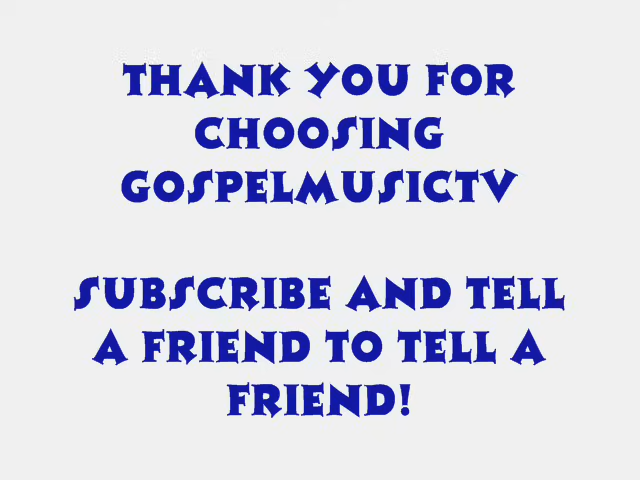 THANK YOU FOR
CHOOSING
GOSPELMUSICTV
SUBSCRIBE AND TELL
A FRIEND TO TELL A
FRIEND!